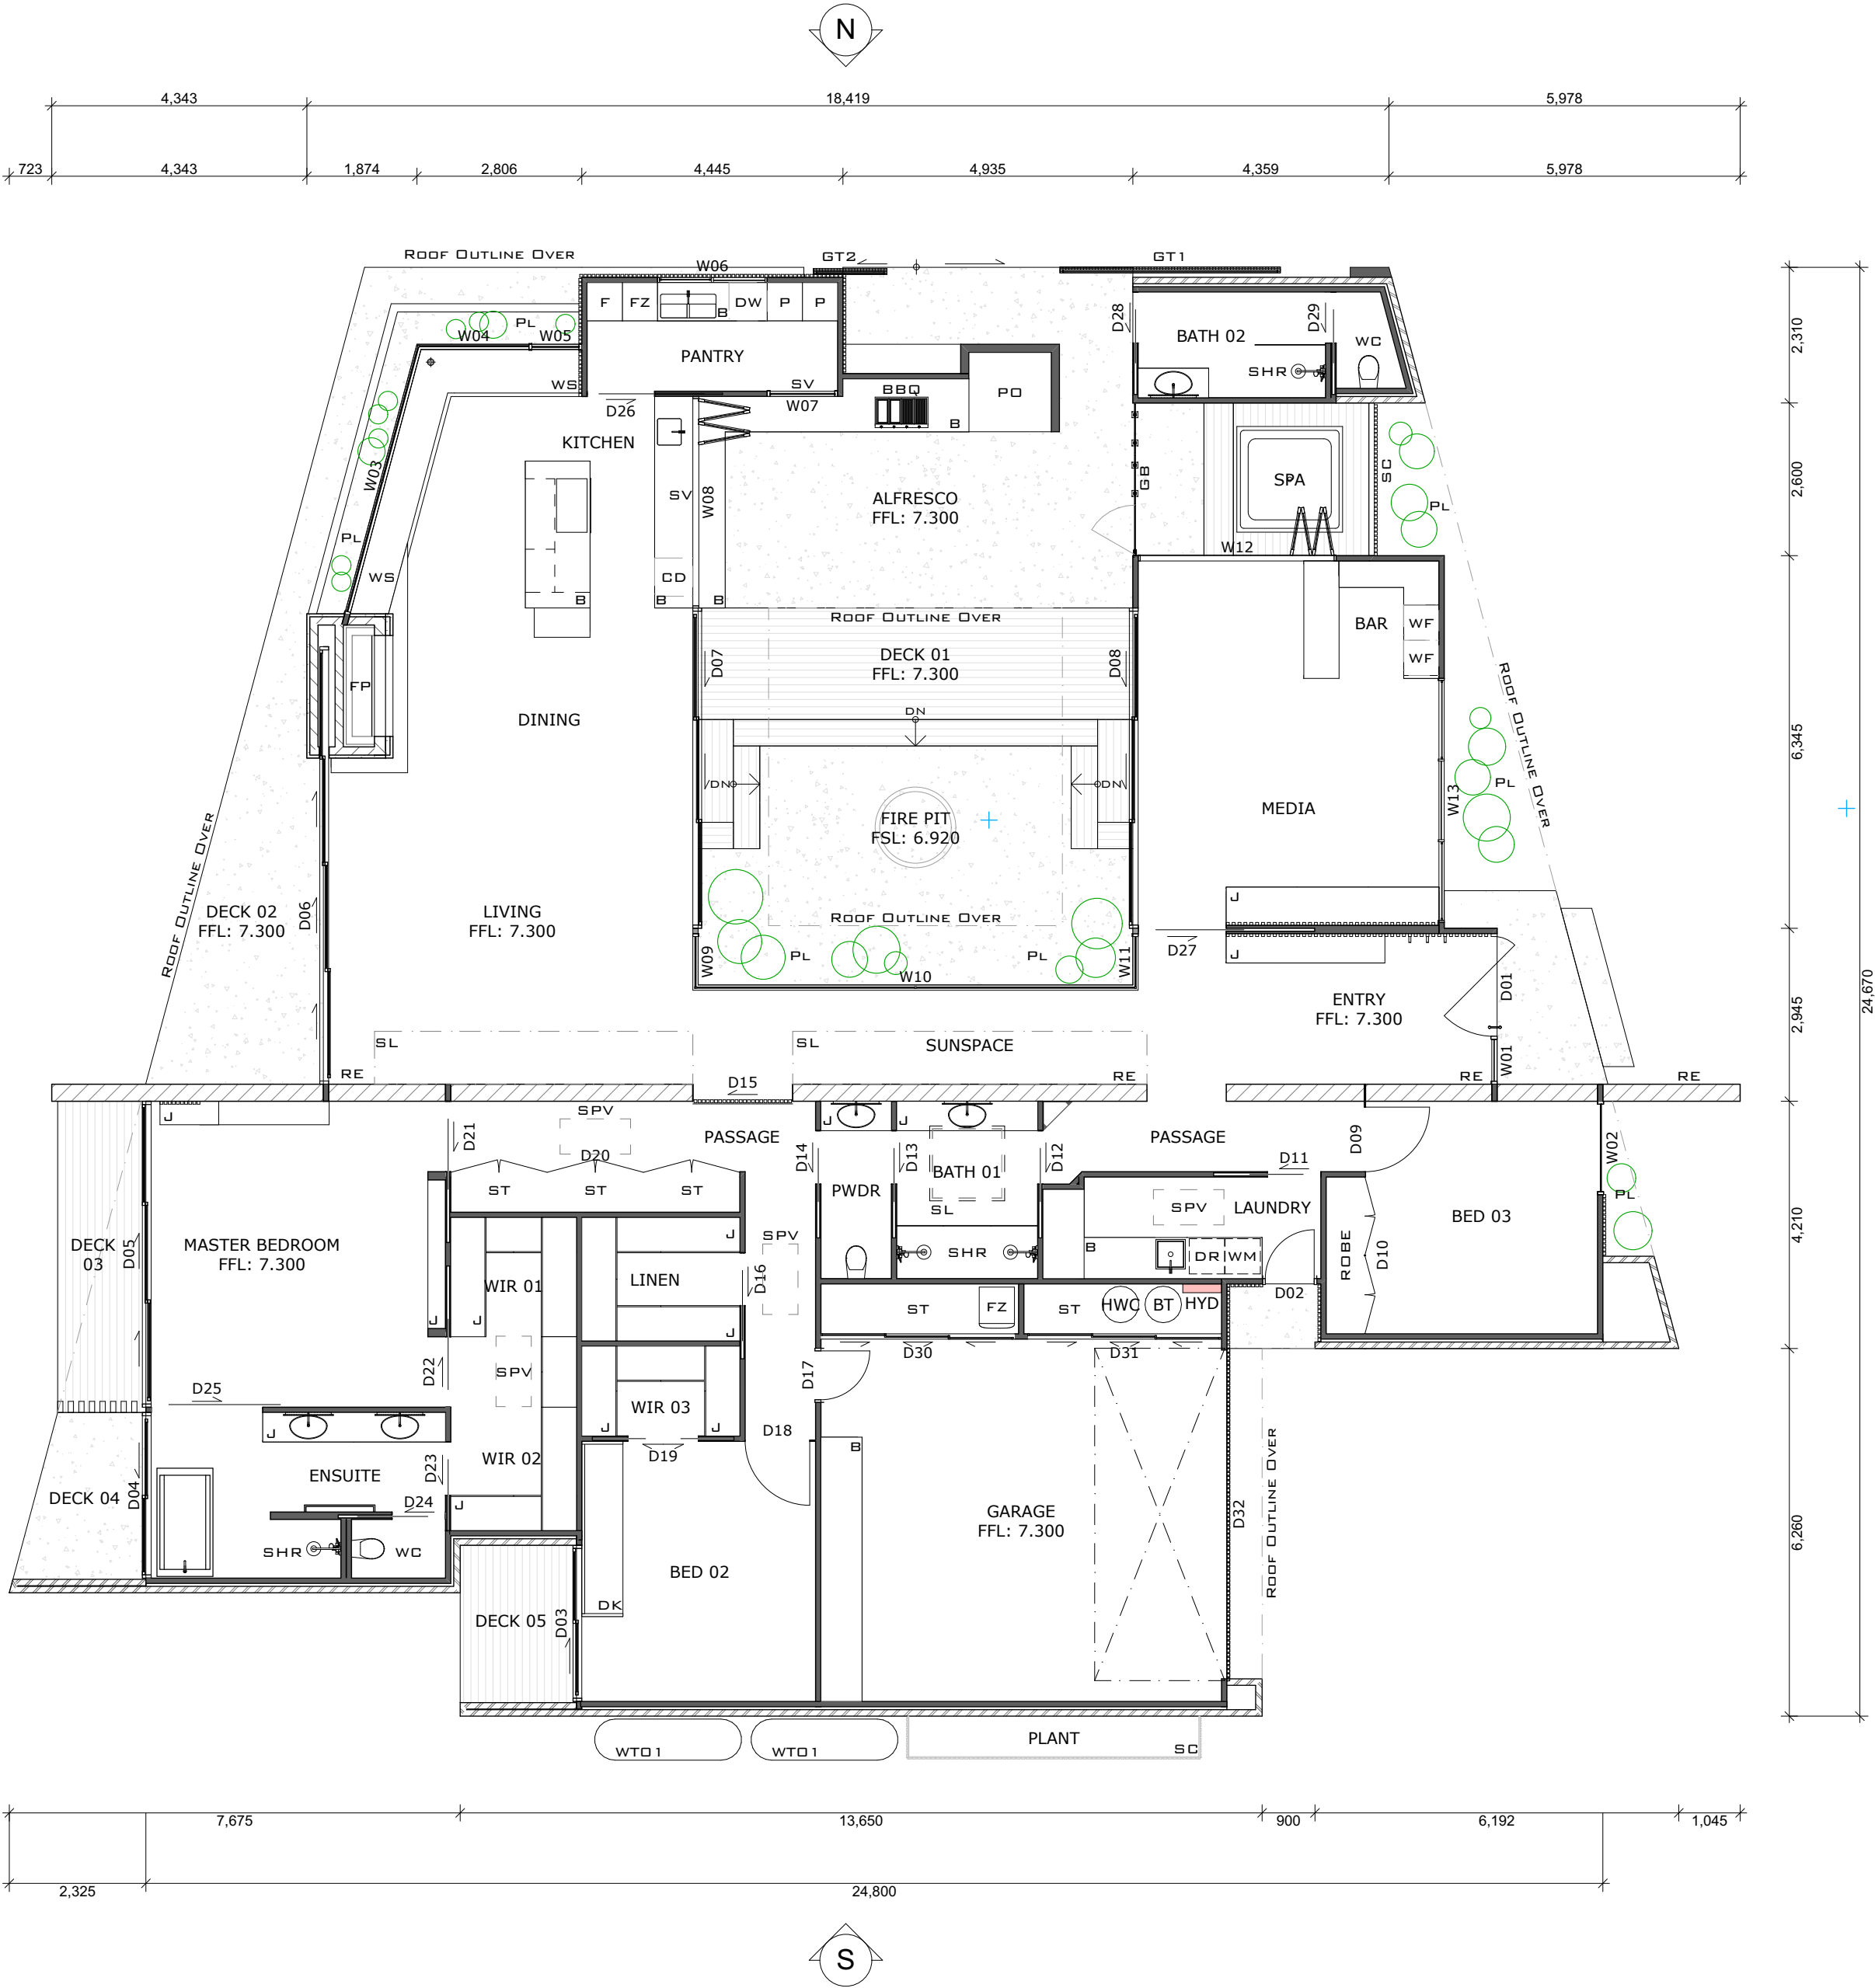 N
4,343
18,419
5,978
723
4,343
1,874
2,806
4,445
4,935
4,359
5,978
ROOF OUTLINE OVER
W06
GT2
GT1
F
FZ
B
DW
P
P
D28
D29
PL
W04
W05
BATH 02
WC
2,310
PANTRY
SHR
WS
SV
BBQ
PO
D26
W07
B
KITCHEN
W03
SV
W08
ALFRESCO
FFL: 7.300
GB
SPA
SC
PL
2,600
PL
WS
CD
W12
B
B
B
ROOF OUTLINE OVER
BAR
WF
WF
D07
DECK 01
FFL: 7.300
D08
FP
ROOF OUTLINE OVER
DINING
DN
6,345
DN
DN
PL
W13
MEDIA
FIRE PIT
FSL: 6.920
ROOF OUTLINE OVER
J
DECK 02
FFL: 7.300
D06
LIVING
FFL: 7.300
ROOF OUTLINE OVER
D27
J
W09
PL
W10
PL
W11
ENTRY
FFL: 7.300
D01
24,670
2,945
SL
SL
SUNSPACE
W01
RE
D15
RE
RE
RE
J
SPV
J
J
D21
PASSAGE
D14
D13
D12
PASSAGE
D09
W02
D20
D11
BATH 01
ST
ST
ST
PWDR
SL
SPV
LAUNDRY
PL
BED 03
4,210
DECK
03
D05
MASTER BEDROOM
FFL: 7.300
J
SPV
SHR
B
DR
WM
ROBE
D10
WIR 01
LINEN
D16
J
J
J
ST
FZ
ST
HWC
BT
HYD
D02
D30
D31
D22
SPV
D17
D25
WIR 03
J
J
J
D18
B
D19
WIR 02
ENSUITE
D23
D04
DECK 04
D24
J
GARAGE
FFL: 7.300
D32
ROOF OUTLINE OVER
6,260
SHR
WC
BED 02
DK
DECK 05
D03
WT01
WT01
PLANT
SC
7,675
13,650
900
6,192
1,045
2,325
24,800
S